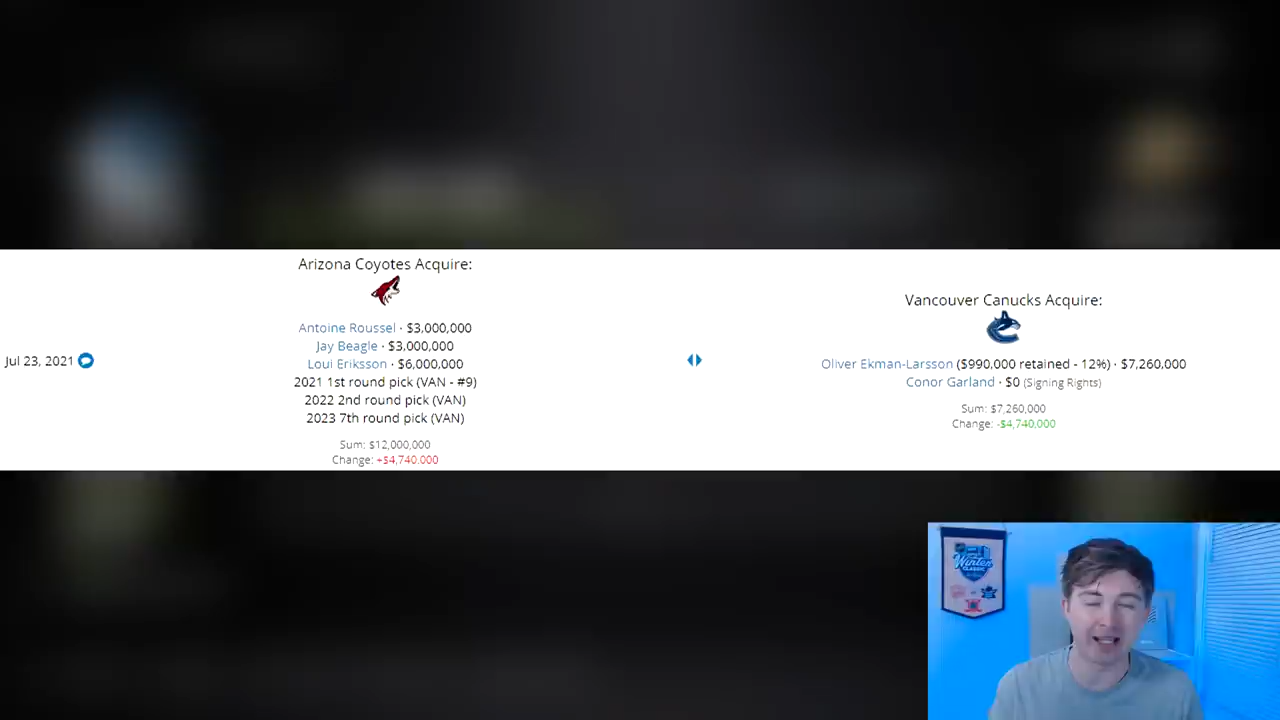 Arizona Coyotes Acquire:
Antoine Roussel · $3,000,000
Jay Beagle · $3,000,000
Loui Eriksson · $6,000,000
2021 1st round pick (VAN - #9)
2022 2nd round pick (VAN)
2023 7th round pick (VAN)
Sum: $12,000,000
Change: +$4,740,000
Jul 23, 2021
Vancouver Canucks Acquire:
Oliver Ekman-Larsson ($990,000 retained - 12%) · $7,260,000
Conor Garland · $0 (Signing Rights)
Sum: $7,260,000
Change: -$4,740,000
Winter
CLASSIC